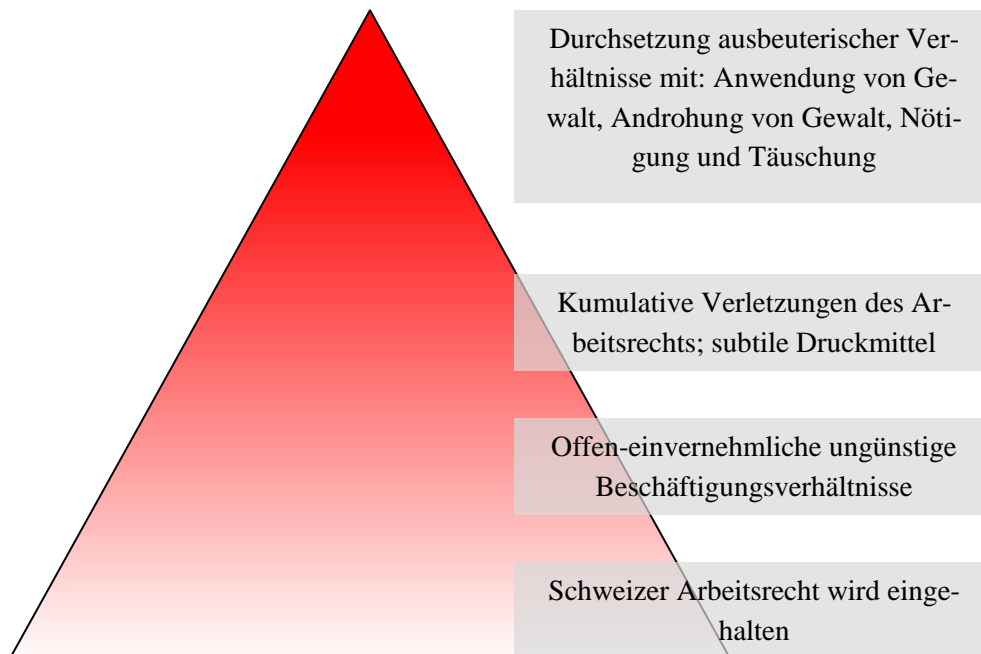 Durchsetzung ausbeuterischer Ver-
hältnisse mit: Anwendung von Ge-
walt, Androhung von Gewalt, Nöti-
gung und Täuschung
Kumulative Verletzungen des Ar-
beitsrechts; subtile Druckmittel
Offen-einvernehmliche ungünstige
Beschäftigungsverhältnisse
Schweizer Arbeitsrecht wird einge-
halten